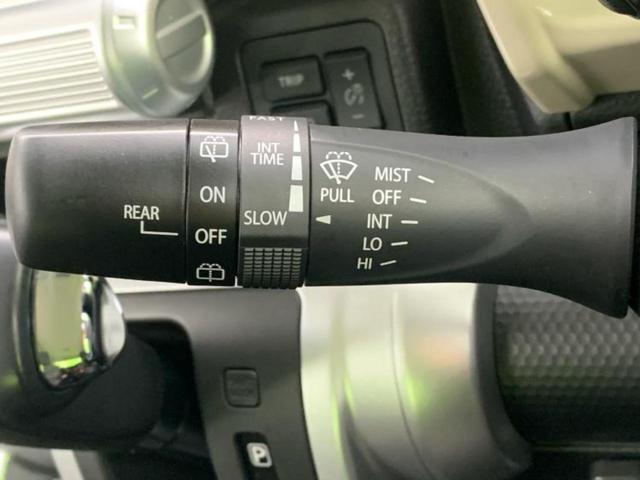 TRIP
+
-
FAST
INT
TIME
SLOW
ON
OFF
REAR
PULL
MIST
OFF
INT
LO
HI
P